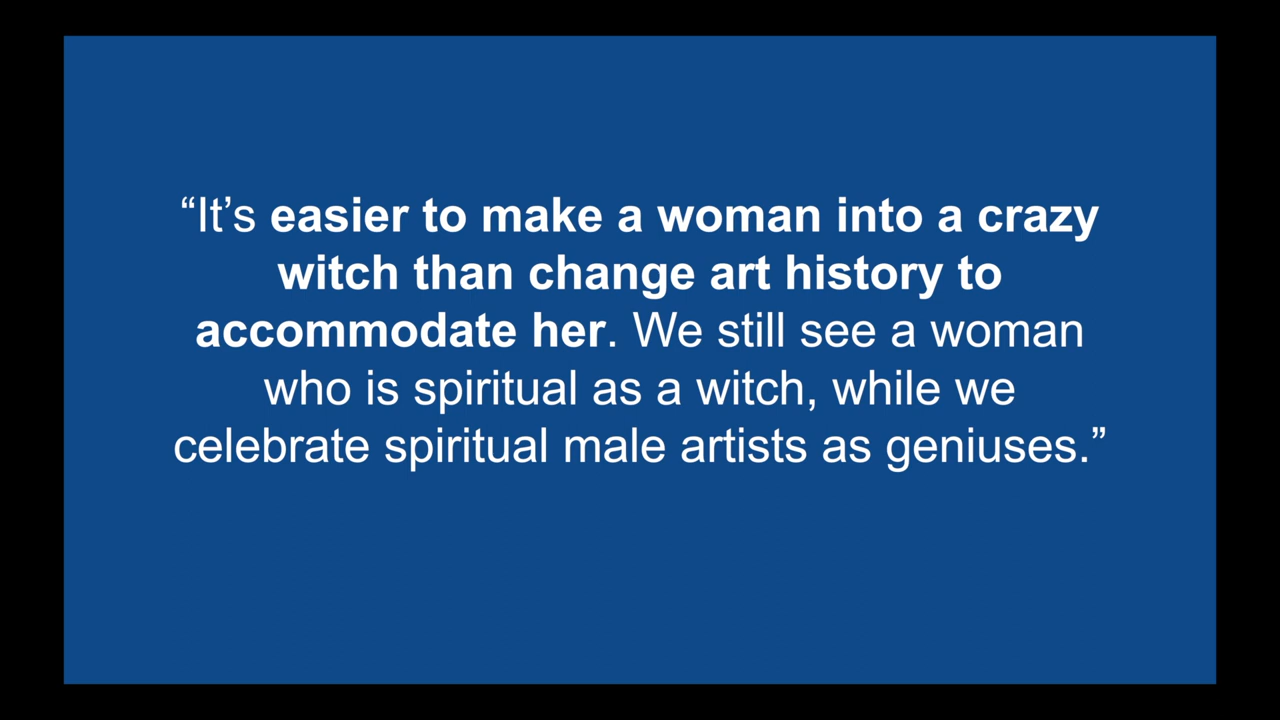 “It’s easier to make a woman into a crazy
witch than change art history to
accommodate her. We still see a woman
who is spiritual as a witch, while we
celebrate spiritual male artists as geniuses.”